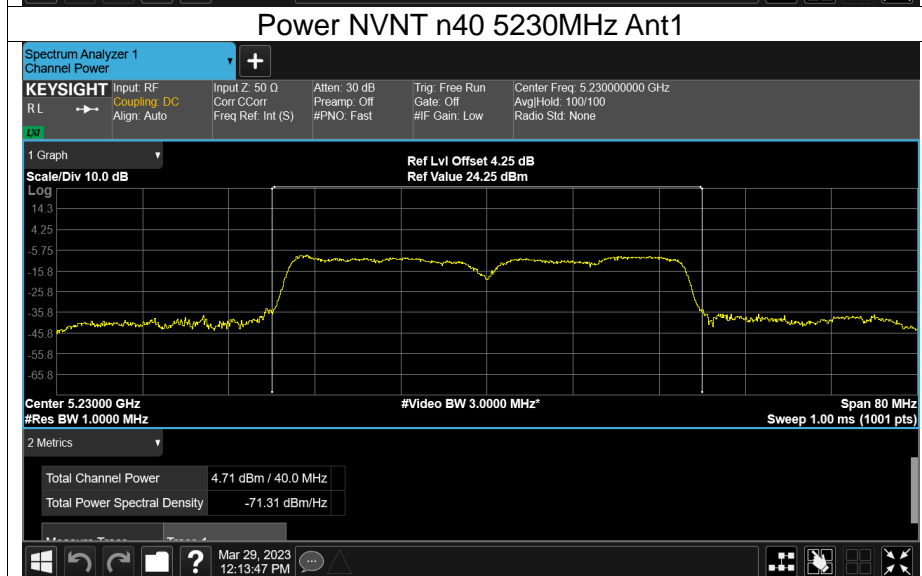 Power NVNT n40 5230MHz Ant1
Spectrum Analyzer 1
Channel Power
+
KEYSIGHT
R L
LXI
Input: RF
Coupling: DC
Align: Auto
Input Z: 50 Ω
Corr CCorr
Freq Ref: Int (S)
Atten: 30 dB
Preamp: Off
#PNO: Fast
Trig: Free Run
Gate: Off
#IF Gain: Low
Center Freq: 5.230000000 GHz
Avg|Hold: 100/100
Radio Std: None
1 Graph
Scale/Div 10.0 dB
Ref Lvl Offset 4.25 dB
Ref Value 24.25 dBm
Log
14.3
4.25
-5.75
-15.8
-25.8
-35.8
-45.8
-55.8
-65.8
Center 5.23000 GHz
#Video BW 3.0000 MHz*
Span 80 MHz
#Res BW 1.0000 MHz
Sweep 1.00 ms (1001 pts)
2 Metrics
Total Channel Power 4.71 dBm / 40.0 MHz
Total Power Spectral Density -71.31 dBm/Hz
?
Mar 29, 2023
12:13:47 PM